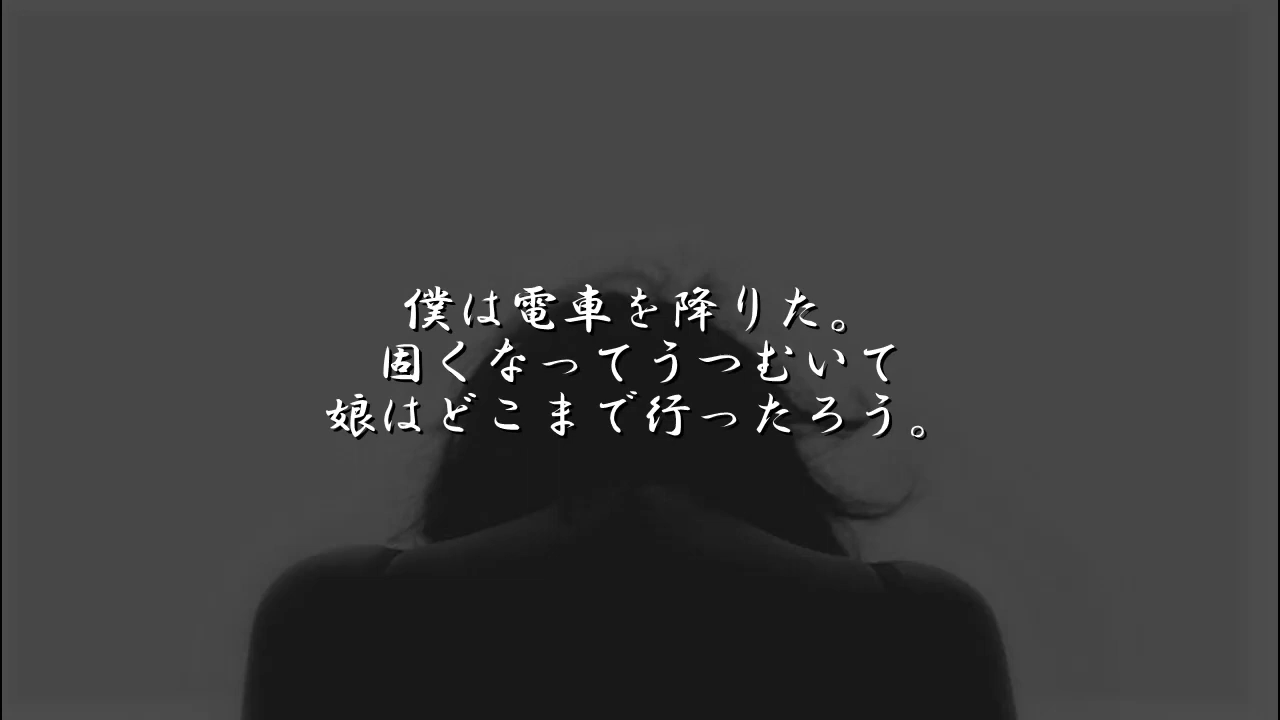 僕は電車を降りた。
固くなってうつむいて
娘はどこまで行ったろう。